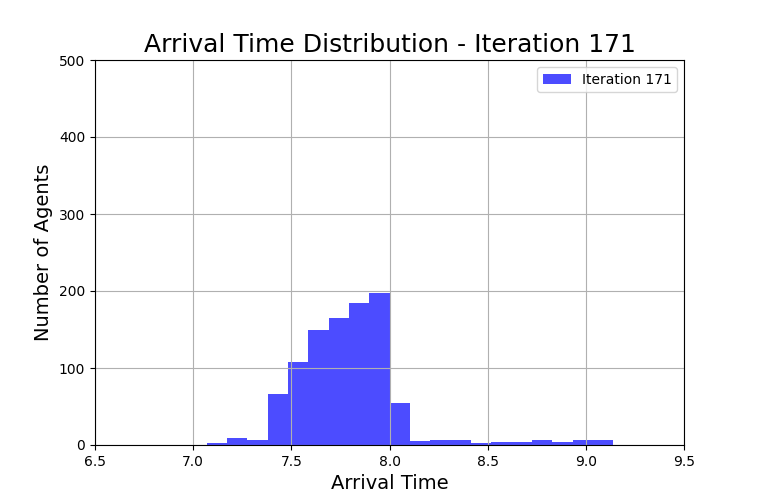 Arrival Time Distribution - Iteration 171
Iteration 171
500
400
300
200
100
0
Number of Agents
6.5 7.0 7.5 8.0 8.5 9.0 9.5
Arrival Time